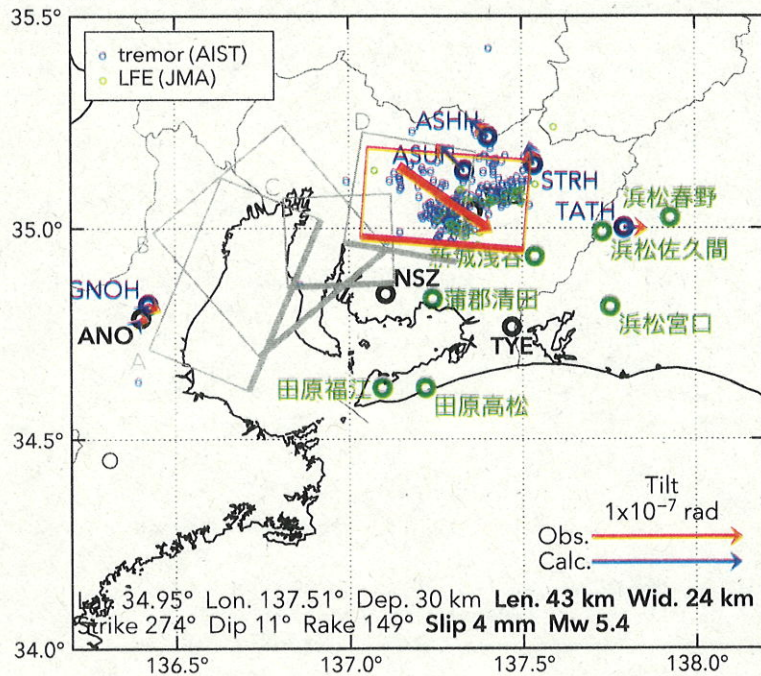 35.5°
tremor (AIST)
LFE (JMA)
ASHH
D
ASUH
STRH
浜松春野
TATH
35.0°
浜松佐久間
C
B
新城浅谷
NSZ
GNOH
蒲郡清田
浜松宮口
ANO
TYE
A
田原福江
田原高松
34.5°
Tilt
1x10⁻⁷ rad
Obs.
Calc.
Lat. 34.95° Lon. 137.51° Dep. 30 km Len. 43 km Wid. 24 km
Strike 274° Dip 11° Rake 149° Slip 4 mm Mw 5.4
34.0°
136.5° 137.0° 137.5° 138.0°